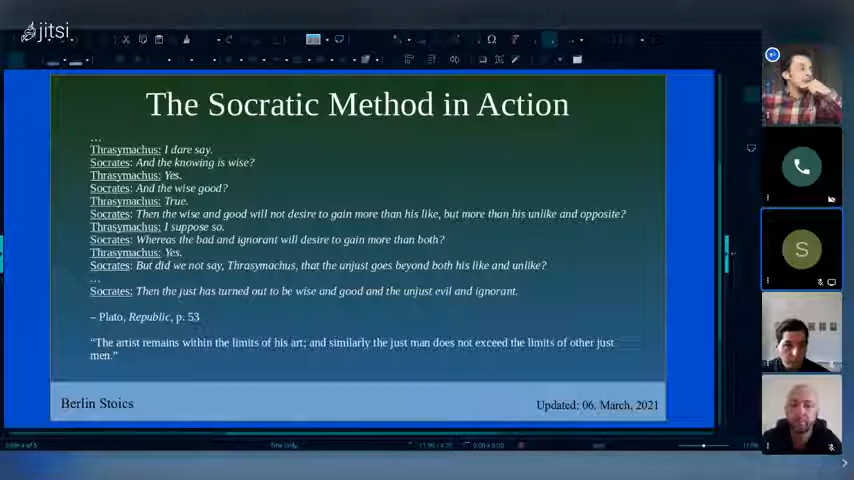 jitsi
The Socratic Method in Action
…
Thrasymachus: I dare say.
Socrates: And the knowing is wise?
Thrasymachus: Yes.
Socrates: And the wise good?
Thrasymachus: True.
Socrates: Then the wise and good will not desire to gain more than his like, but more than his unlike and opposite?
Thrasymachus: I suppose so.
Socrates: Whereas the bad and ignorant will desire to gain more than both?
Thrasymachus: Yes.
Socrates: But did we not say, Thrasymachus, that the unjust goes beyond both his like and unlike?
…
Socrates: Then the just has turned out to be wise and good and the unjust evil and ignorant.
– Plato, Republic, p. 53
“The artist remains within the limits of his art; and similarly the just man does not exceed the limits of other just
men.”
Berlin Stoics
Updated; 06. March, 2021
S